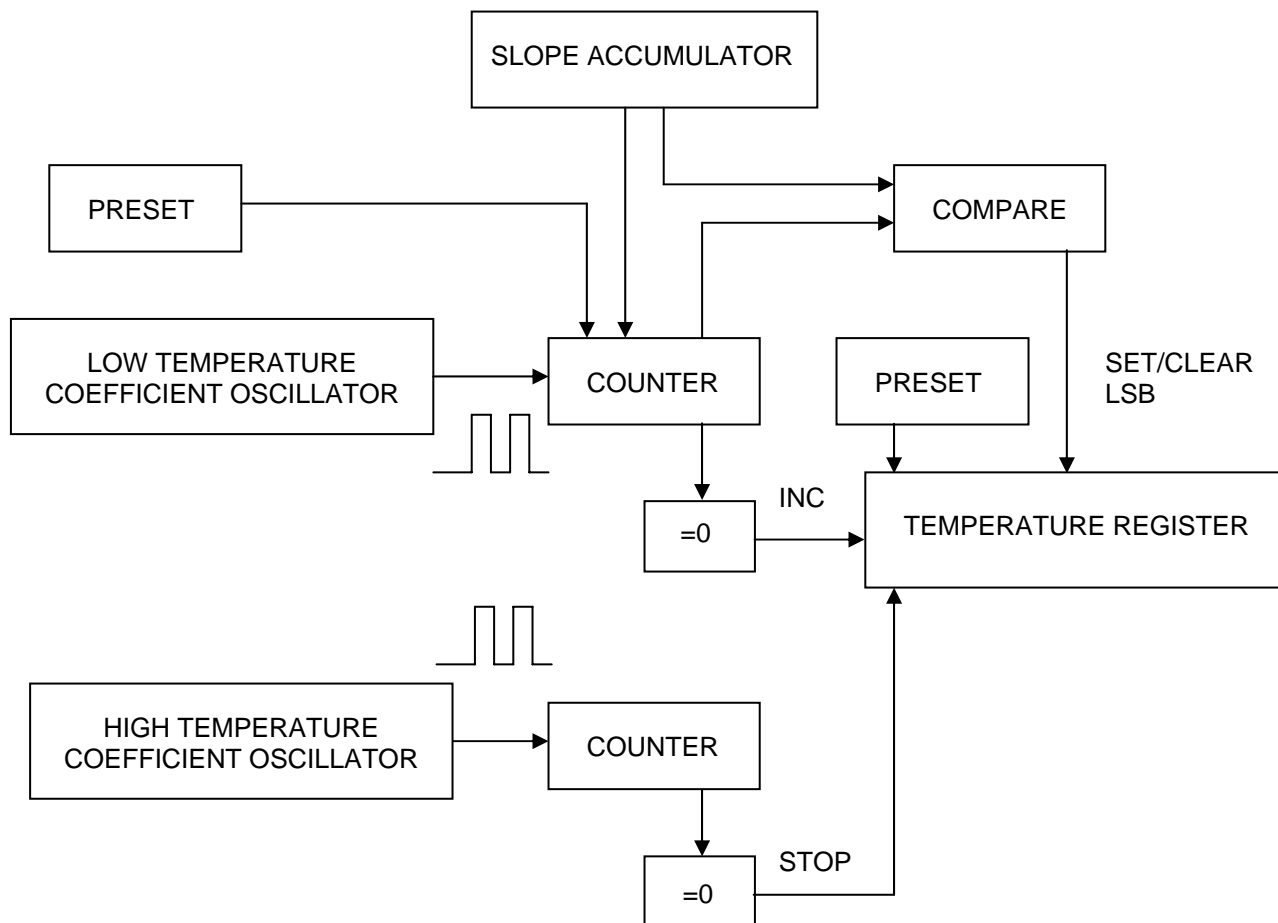 SLOPE ACCUMULATOR
PRESET
COMPARE
LOW TEMPERATURE
COEFFICIENT OSCILLATOR
COUNTER
PRESET
SET/CLEAR
LSB
=0
INC
TEMPERATURE REGISTER
HIGH TEMPERATURE
COEFFICIENT OSCILLATOR
COUNTER
=0
STOP